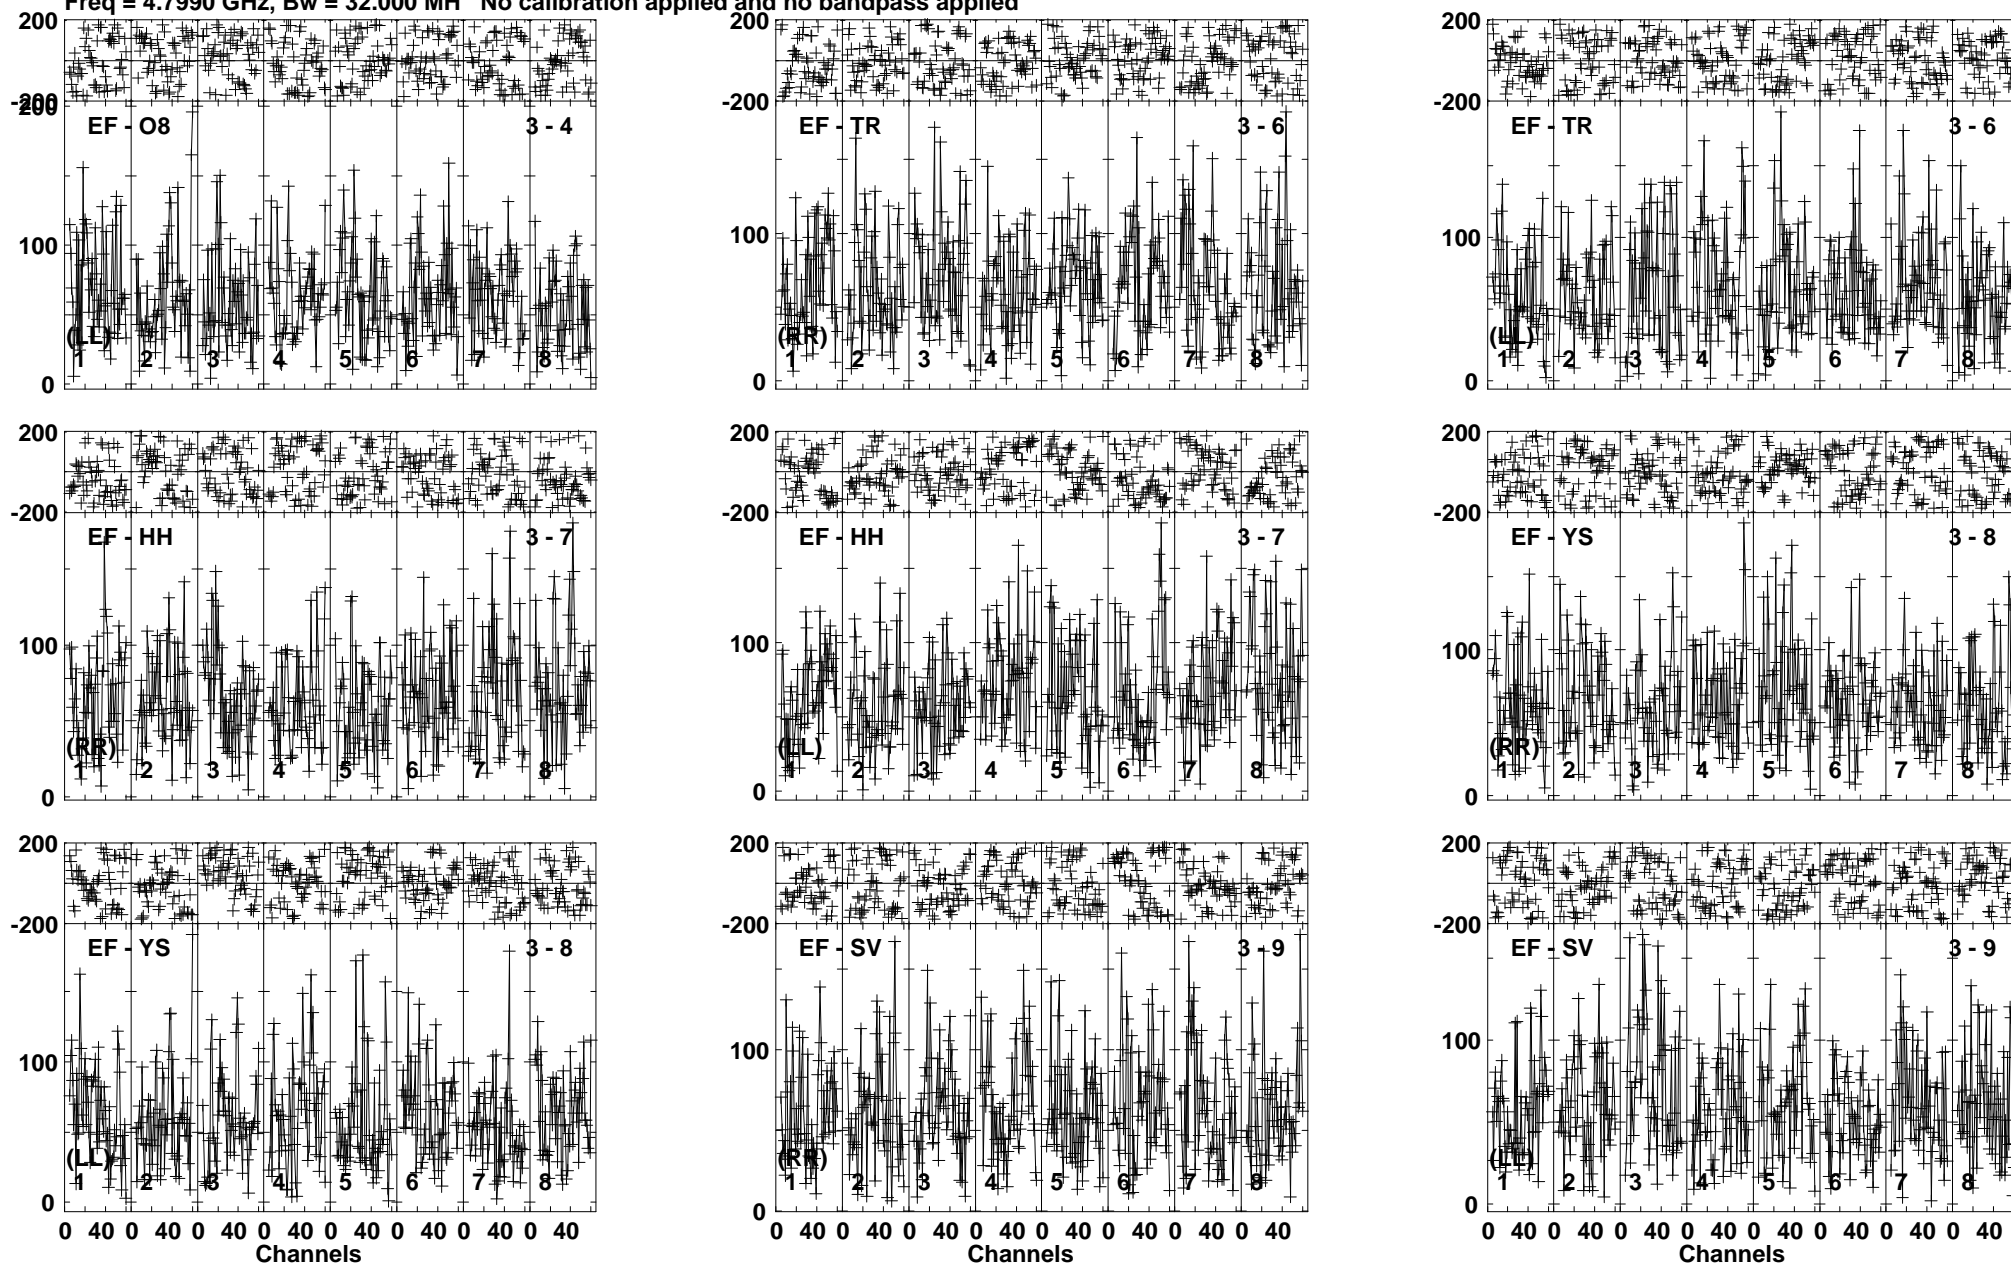 Freq = 4.7990 GHz, Bw = 32.000 MH No calibration applied and no bandpass applied
200 200 200
-200 -200 -200
200
EF - O8 3 - 4 EF - TR 3 - 6 EF - TR 3 - 6
100 100 100
(LL) (RR) (LL)
1 2 3 4 5 6 7 8 1 2 3 4 5 6 7 8 1 2 3 4 5 6 7 8
0 0 0
200 200 200
-200 -200 -200
EF - HH 3 - 7 EF - HH 3 - 7 EF - YS 3 - 8
100 100 100
(RR) (LL) (RR)
1 2 3 4 5 6 7 8 1 2 3 4 5 6 7 8 1 2 3 4 5 6 7 8
0 0 0
200 200 200
-200 -200 -200
EF - YS 3 - 8 EF - SV 3 - 9 EF - SV 3 - 9
100 100 100
(LL) (RR) (LL)
1 2 3 4 5 6 7 8 1 2 3 4 5 6 7 8 1 2 3 4 5 6 7 8
0 0 0
0 40 0 40 0 40 0 40 0 40 0 40 0 40 0 40 0 40 0 40 0 40 0 40 0 40 0 40 0 40 0 40 0 40 0 40 0 40 0 40 0 40 0 40 0 40 0 40
Channels Channels Channels